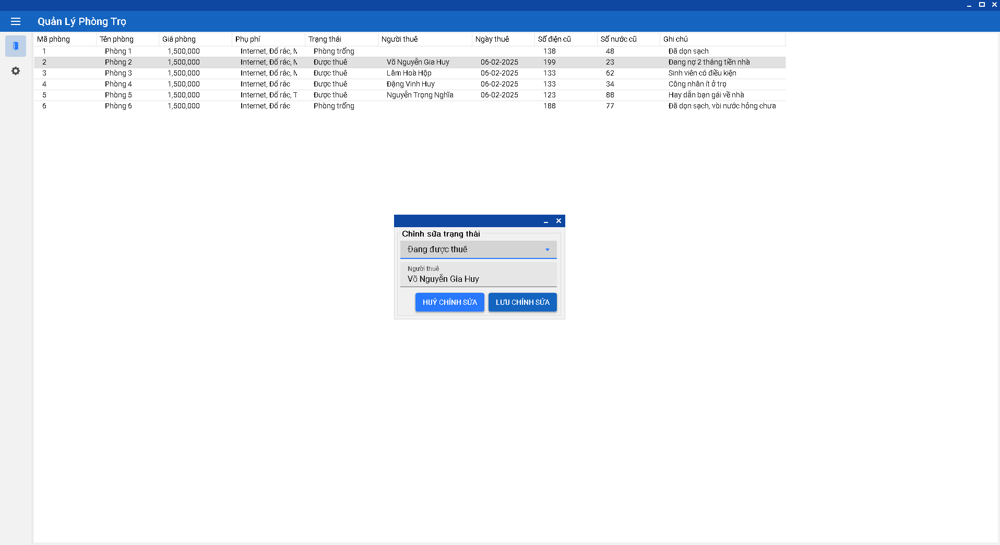 Quản Lý Phòng Trọ
Mã phòng Tên phòng Giá phòng Phụ phí Trạng thái Người thuê Ngày thuê Số điện cũ Số nước cũ Ghi chú
1 Phòng 1 1,500,000 Internet, Đổ rác, Phòng trống 138 48 Đã dọn sạch
2 Phòng 2 1,500,000 Internet, Đổ rác, Được thuê Võ Nguyễn Gia Huy 06-02-2025 199 23 Đang nợ 2 tháng tiền nhà
3 Phòng 3 1,500,000 Internet, Đổ rác, Được thuê Lâm Hoà Hộp 06-02-2025 133 62 Sinh viên có điều kiện
4 Phòng 4 1,500,000 Internet, Đổ rác Được thuê Đặng Vinh Huy 06-02-2025 133 34 Công nhân ít ở trọ
5 Phòng 5 1,500,000 Internet, Đổ rác, T Được thuê Nguyễn Trọng Nghĩa 06-02-2025 123 88 Hay dẫn bạn gái về nhà
6 Phòng 6 1,500,000 Internet, Đổ rác Phòng trống 188 77 Đã dọn sạch, vòi nước hỏng chưa
Chỉnh sửa trạng thái
Đang được thuê
Người thuê
Võ Nguyễn Gia Huy
HUỶ CHỈNH SỬA LƯU CHỈNH SỬA